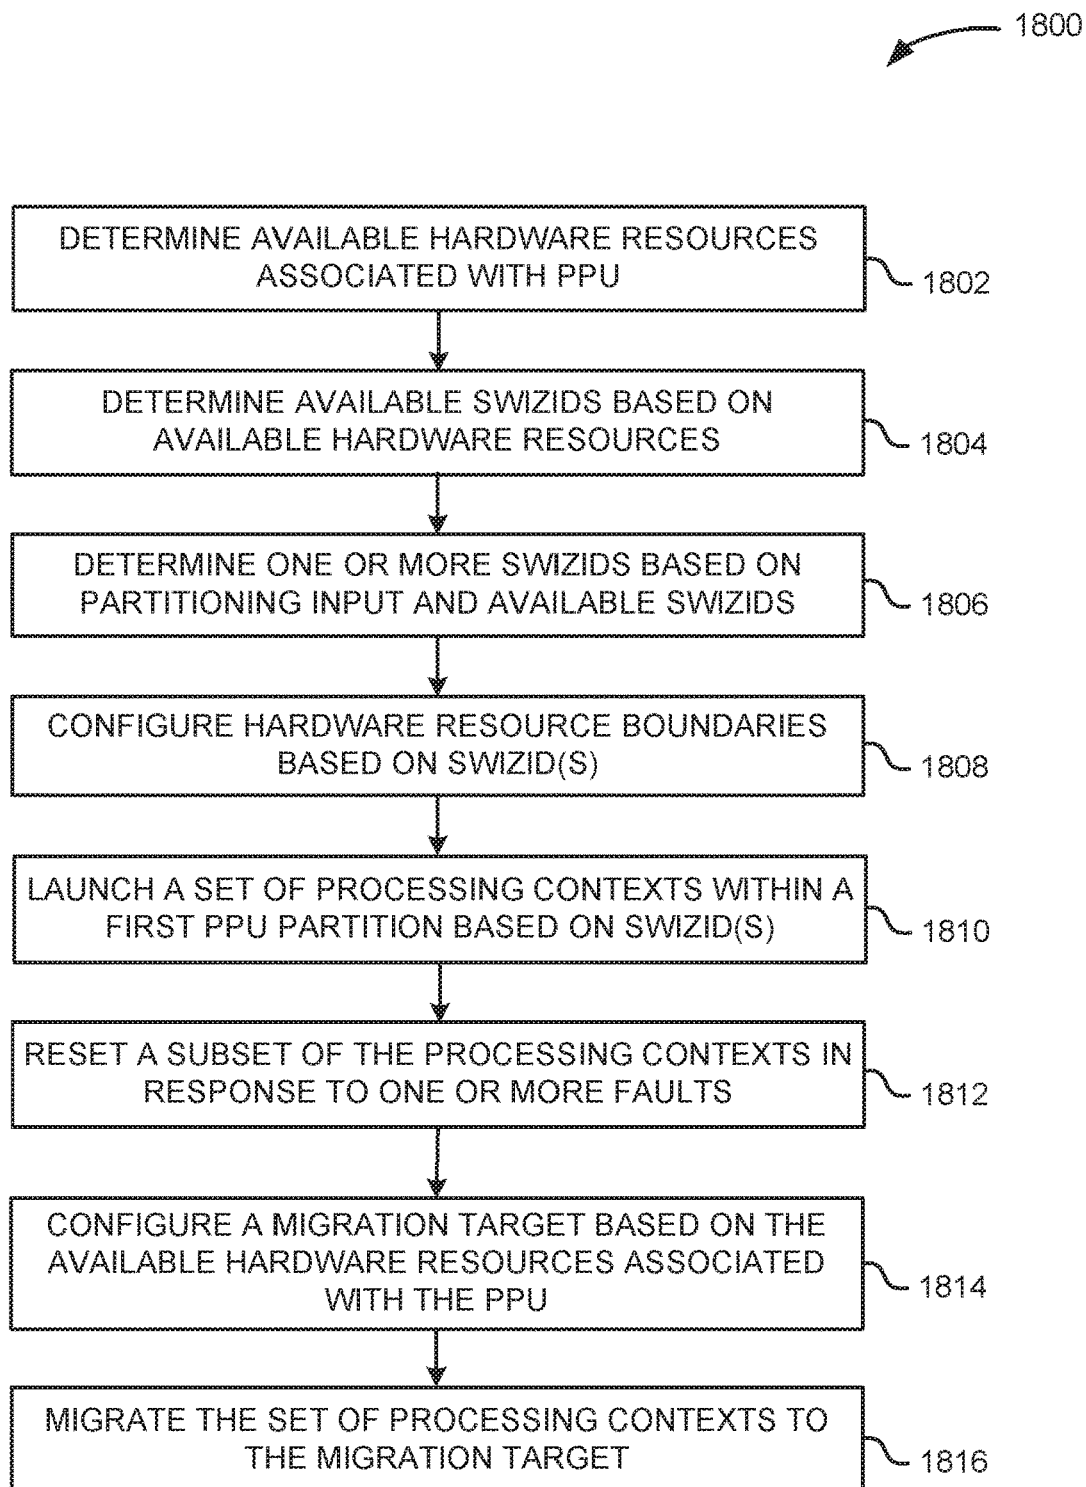 1800
DETERMINE AVAILABLE HARDWARE RESOURCES
ASSOCIATED WITH PPU
1802
DETERMINE AVAILABLE SWIZIDS BASED ON
AVAILABLE HARDWARE RESOURCES
1804
DETERMINE ONE OR MORE SWIZIDS BASED ON
PARTITIONING INPUT AND AVAILABLE SWIZIDS
1806
CONFIGURE HARDWARE RESOURCE BOUNDARIES
BASED ON SWIZID(S)
1808
LAUNCH A SET OF PROCESSING CONTEXTS WITHIN A
FIRST PPU PARTITION BASED ON SWIZID(S)
1810
RESET A SUBSET OF THE PROCESSING CONTEXTS IN
RESPONSE TO ONE OR MORE FAULTS
1812
CONFIGURE A MIGRATION TARGET BASED ON THE
AVAILABLE HARDWARE RESOURCES ASSOCIATED
WITH THE PPU
1814
MIGRATE THE SET OF PROCESSING CONTEXTS TO
THE MIGRATION TARGET
1816